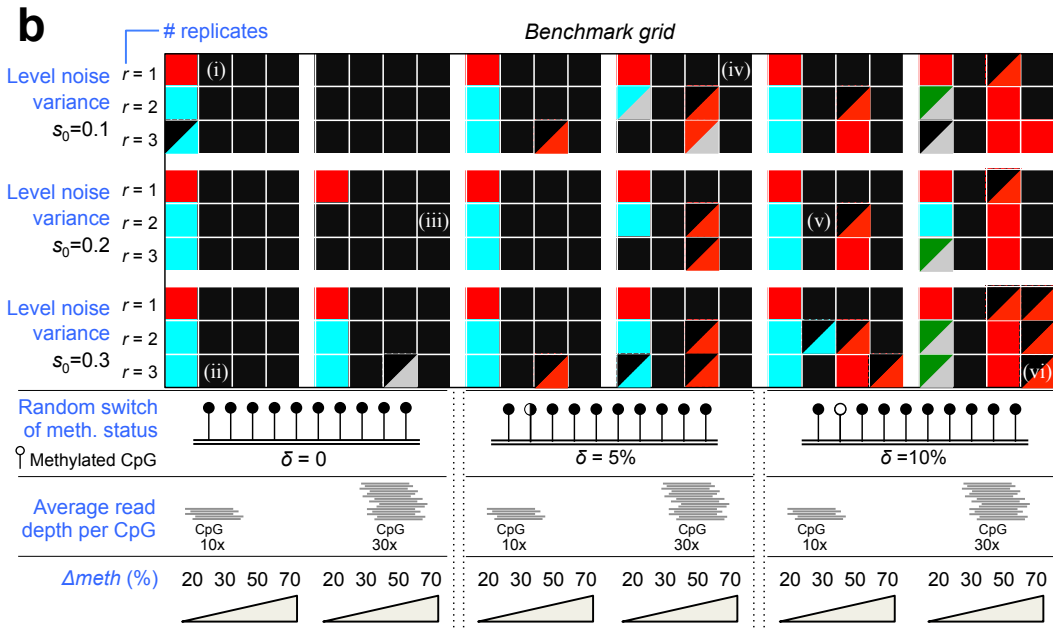 b
# replicates
Benchmark grid
Level noise
variance
s0=0.1
r = 1
r = 2
r = 3
(i)
(iv)
Level noise
variance
s0=0.2
r = 1
r = 2
r = 3
(iii)
(v)
Level noise
variance
s0=0.3
r = 1
r = 2
r = 3
(ii)
(vi)
Random switch
of meth. status
Methylated CpG
δ = 0
δ = 5%
δ =10%
Average read
depth per CpG
CpG
10x
CpG
30x
CpG
10x
CpG
30x
CpG
10x
CpG
30x
Δmeth (%)
20 30 50 70
20 30 50 70
20 30 50 70
20 30 50 70
20 30 50 70
20 30 50 70